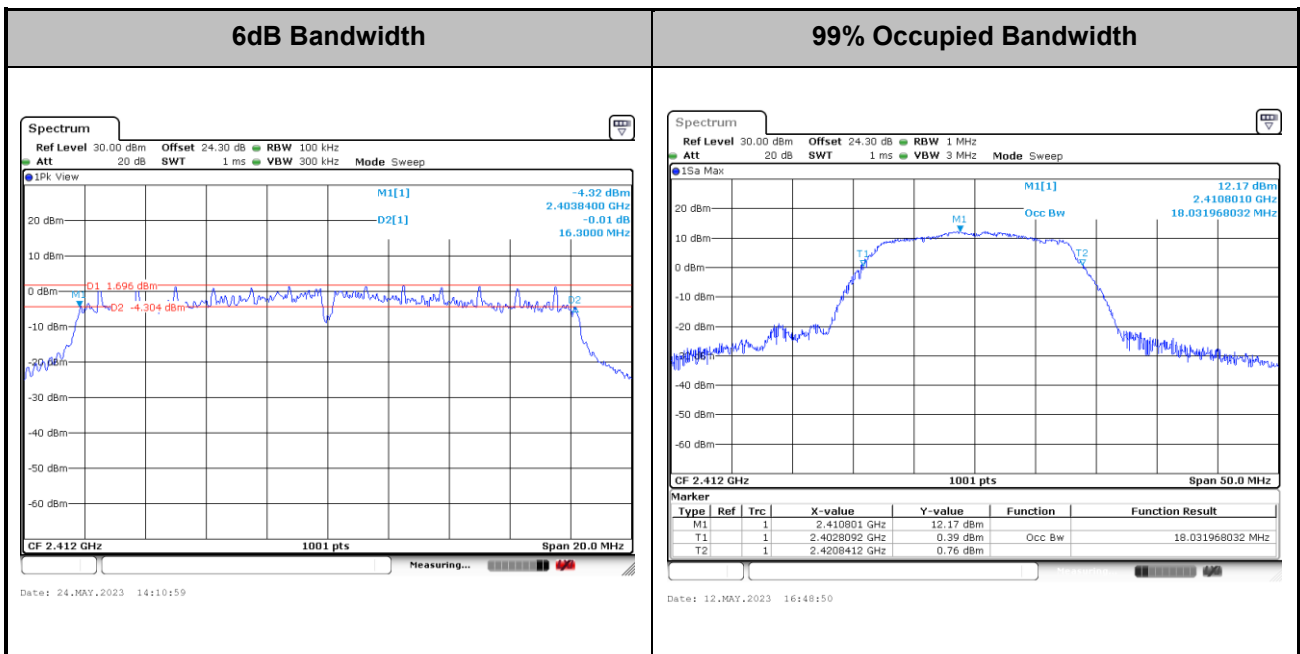 6dB Bandwidth
99% Occupied Bandwidth
Spectrum
Ref Level 30.00 dBm Offset 24.30 dB RBW 100 kHz
Att 20 dB SWT 1 ms VBW 300 kHz Mode Sweep
1Pk View
M1[1] -4.32 dBm
2.4038400 GHz
D2[1] -0.01 dB
16.3000 MHz
20 dBm
10 dBm
D1 1.696 dBm
0 dBm
M1
D2 -4.304 dBm
D2
-10 dBm
-20 dBm
-30 dBm
-40 dBm
-50 dBm
-60 dBm
CF 2.412 GHz 1001 pts Span 20.0 MHz
Measuring...
Date: 24.MAY.2023 14:10:59
Spectrum
Ref Level 30.00 dBm Offset 24.30 dB RBW 1 MHz
Att 20 dB SWT 1 ms VBW 3 MHz Mode Sweep
1Sa Max
M1[1] 12.17 dBm
2.4108010 GHz
Occ Bw 18.031968032 MHz
20 dBm
M1
10 dBm
T1
T2
0 dBm
-10 dBm
-20 dBm
-40 dBm
-50 dBm
-60 dBm
CF 2.412 GHz 1001 pts Span 50.0 MHz
Marker
Type Ref Trc X-value Y-value Function Function Result
M1 1 2.410801 GHz 12.17 dBm
T1 1 2.4028092 GHz 0.39 dBm Occ Bw 18.031968032 MHz
T2 1 2.4208412 GHz 0.76 dBm
Date: 12.MAY.2023 16:48:50